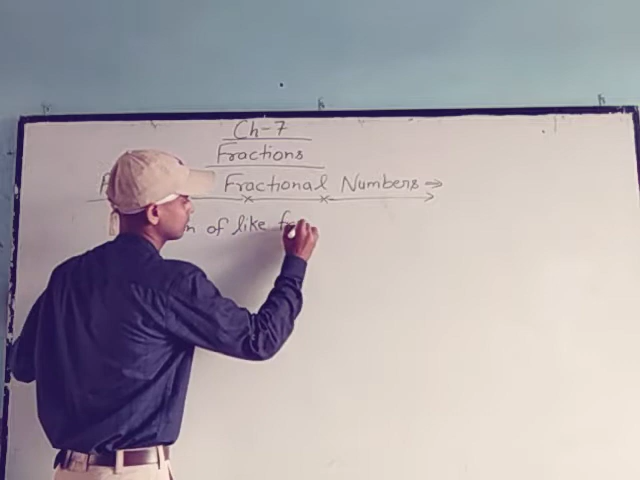 Ch-7
Fractions
Fractional Numbers →
of like